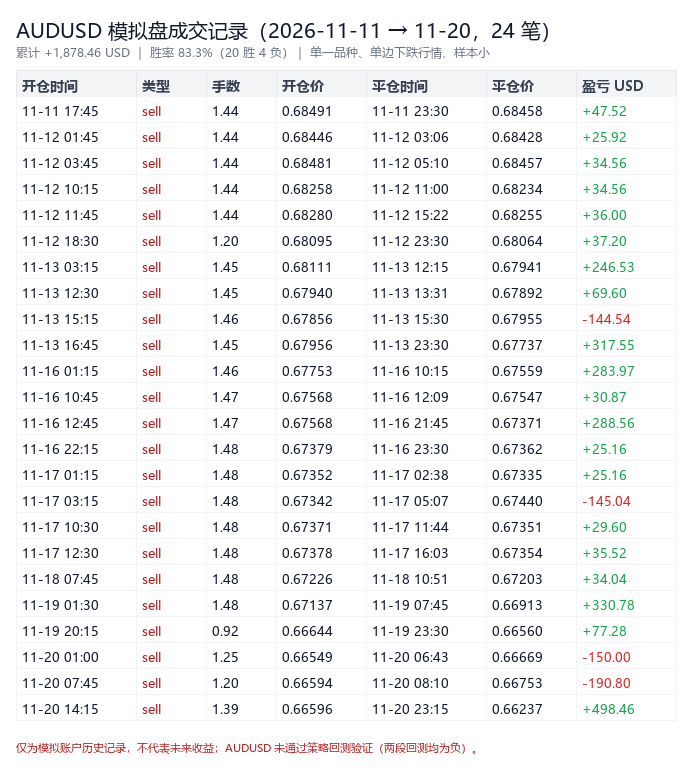 AUDUSD 模拟盘成交记录（2026-11-11 → 11-20，24 笔）
累计 +1,878.46 USD ｜ 胜率 83.3%（20 胜 4 负）｜ 单一品种、单边下跌行情、样本小
开仓时间 类型 手数 开仓价 平仓时间 平仓价 盈亏 USD
11-11 17:45 sell 1.44 0.68491 11-11 23:30 0.68458 +47.52
11-12 01:45 sell 1.44 0.68446 11-12 03:06 0.68428 +25.92
11-12 03:45 sell 1.44 0.68481 11-12 05:10 0.68457 +34.56
11-12 10:15 sell 1.44 0.68258 11-12 11:00 0.68234 +34.56
11-12 11:45 sell 1.44 0.68280 11-12 15:22 0.68255 +36.00
11-12 18:30 sell 1.20 0.68095 11-12 23:30 0.68064 +37.20
11-13 03:15 sell 1.45 0.68111 11-13 12:15 0.67941 +246.53
11-13 12:30 sell 1.45 0.67940 11-13 13:31 0.67892 +69.60
11-13 15:15 sell 1.46 0.67856 11-13 15:30 0.67955 -144.54
11-13 16:45 sell 1.45 0.67956 11-13 23:30 0.67737 +317.55
11-16 01:15 sell 1.46 0.67753 11-16 10:15 0.67559 +283.97
11-16 10:45 sell 1.47 0.67568 11-16 12:09 0.67547 +30.87
11-16 12:45 sell 1.47 0.67568 11-16 21:45 0.67371 +288.56
11-16 22:15 sell 1.48 0.67379 11-16 23:30 0.67362 +25.16
11-17 01:15 sell 1.48 0.67352 11-17 02:38 0.67335 +25.16
11-17 03:15 sell 1.48 0.67342 11-17 05:07 0.67440 -145.04
11-17 10:30 sell 1.48 0.67371 11-17 11:44 0.67351 +29.60
11-17 12:30 sell 1.48 0.67378 11-17 16:03 0.67354 +35.52
11-18 07:45 sell 1.48 0.67226 11-18 10:51 0.67203 +34.04
11-19 01:30 sell 1.48 0.67137 11-19 07:45 0.66913 +330.78
11-19 20:15 sell 0.92 0.66644 11-19 23:30 0.66560 +77.28
11-20 01:00 sell 1.25 0.66549 11-20 06:43 0.66669 -150.00
11-20 07:45 sell 1.20 0.66594 11-20 08:10 0.66753 -190.80
11-20 14:15 sell 1.39 0.66596 11-20 23:15 0.66237 +498.46
仅为模拟账户历史记录，不代表未来收益；AUDUSD 未通过策略回测验证（两段回测均为负）。